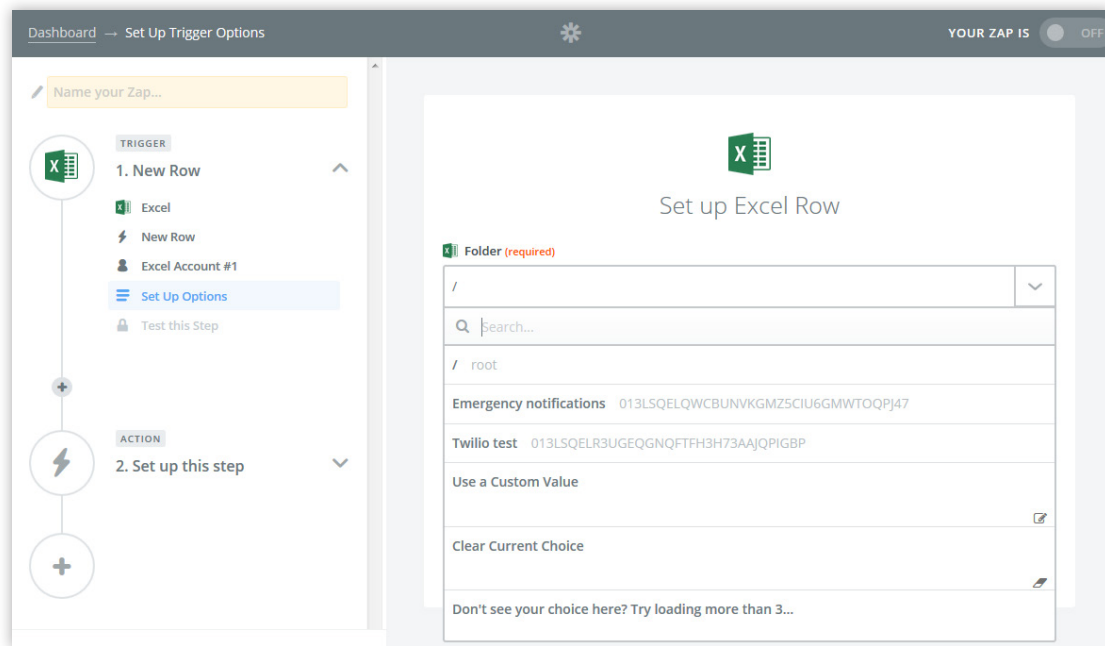 Dashboard → Set Up Trigger Options
YOUR ZAP IS OFF
Name your Zap...
TRIGGER
1. New Row
Excel
New Row
Excel Account #1
Set Up Options
Test this Step
ACTION
2. Set up this step
Set up Excel Row
Folder (required)
/
Search...
/ root
Emergency notifications 013LSQELQWCBUNVKGMZ5CIU6GMWTOQPJ47
Twilio test 013LSQELR3UGEQGNQFTFH3H73AAJQPIGBP
Use a Custom Value
Clear Current Choice
Don't see your choice here? Try loading more than 3...